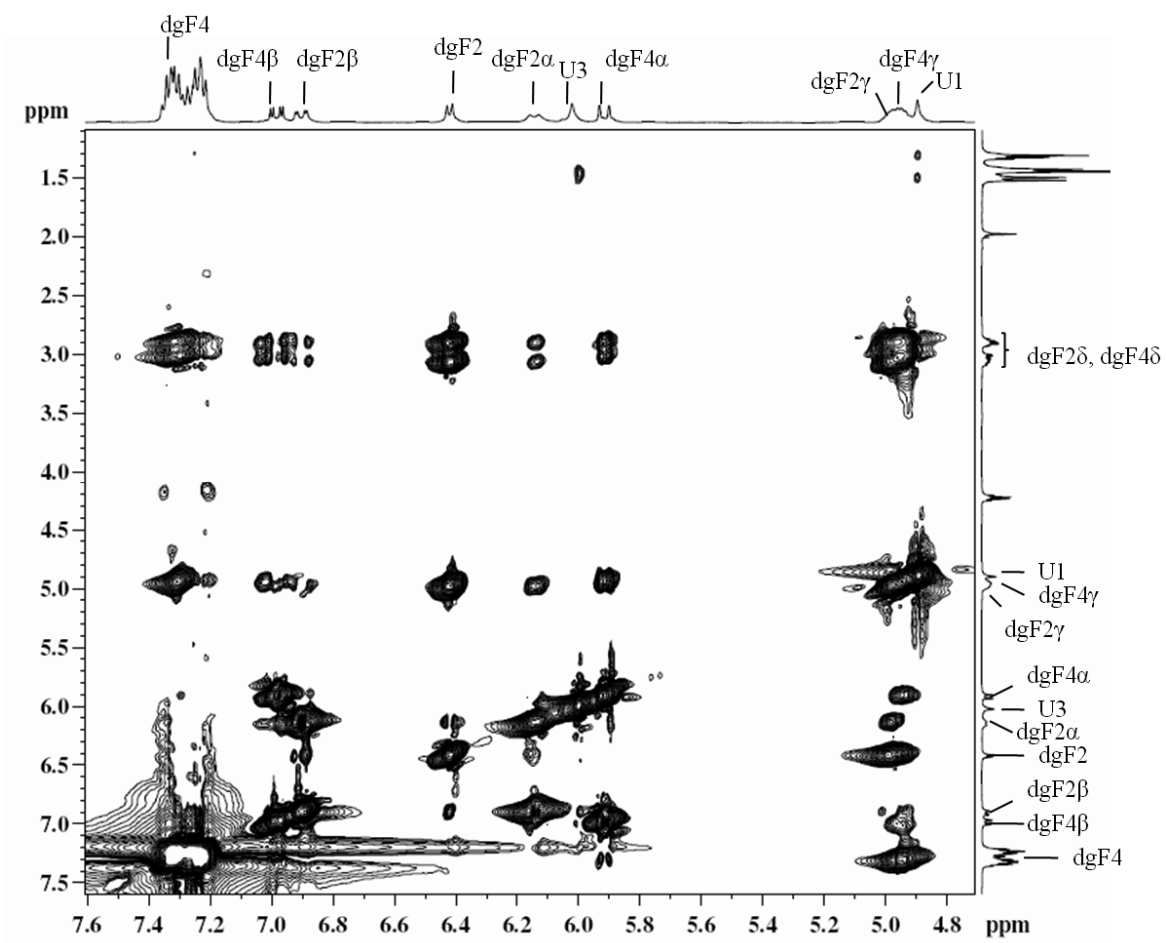 dgF4
dgF4β dgF2β dgF2 dgF2α U3 dgF4α dgF2γ dgF4γ U1
ppm
1.5
2.0
2.5
3.0
3.5
4.0
4.5
5.0
5.5
6.0
6.5
7.0
7.5
dgF2δ, dgF4δ
U1
dgF4γ
dgF2γ
dgF4α
U3
dgF2α
dgF2
dgF2β
dgF4β
dgF4
7.6 7.4 7.2 7.0 6.8 6.6 6.4 6.2 6.0 5.8 5.6 5.4 5.2 5.0 4.8 ppm